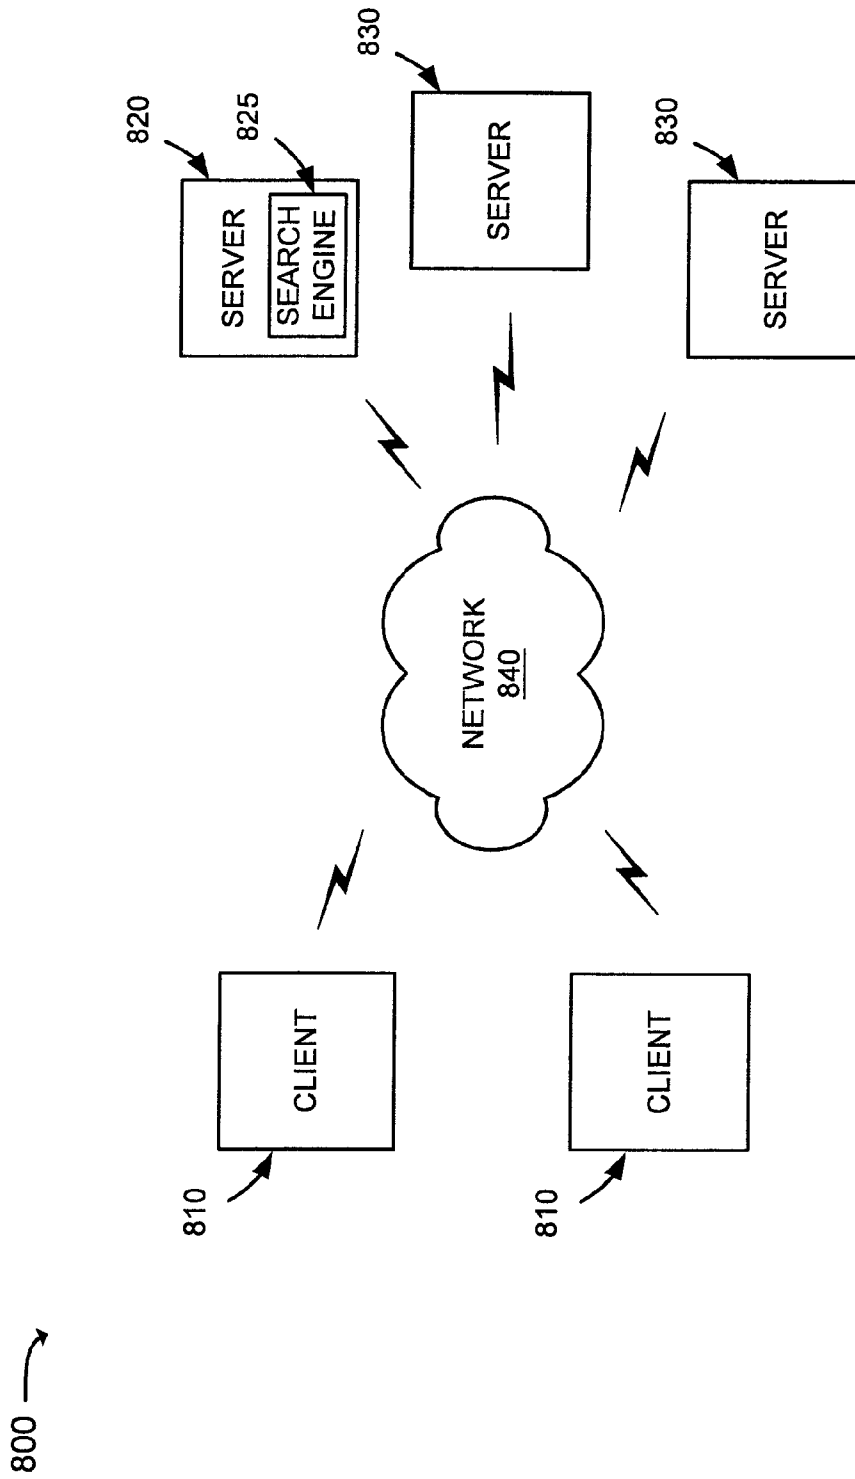 800
810
CLIENT
810
CLIENT
NETWORK
840
820
SERVER
825
SEARCH
ENGINE
830
SERVER
830
SERVER